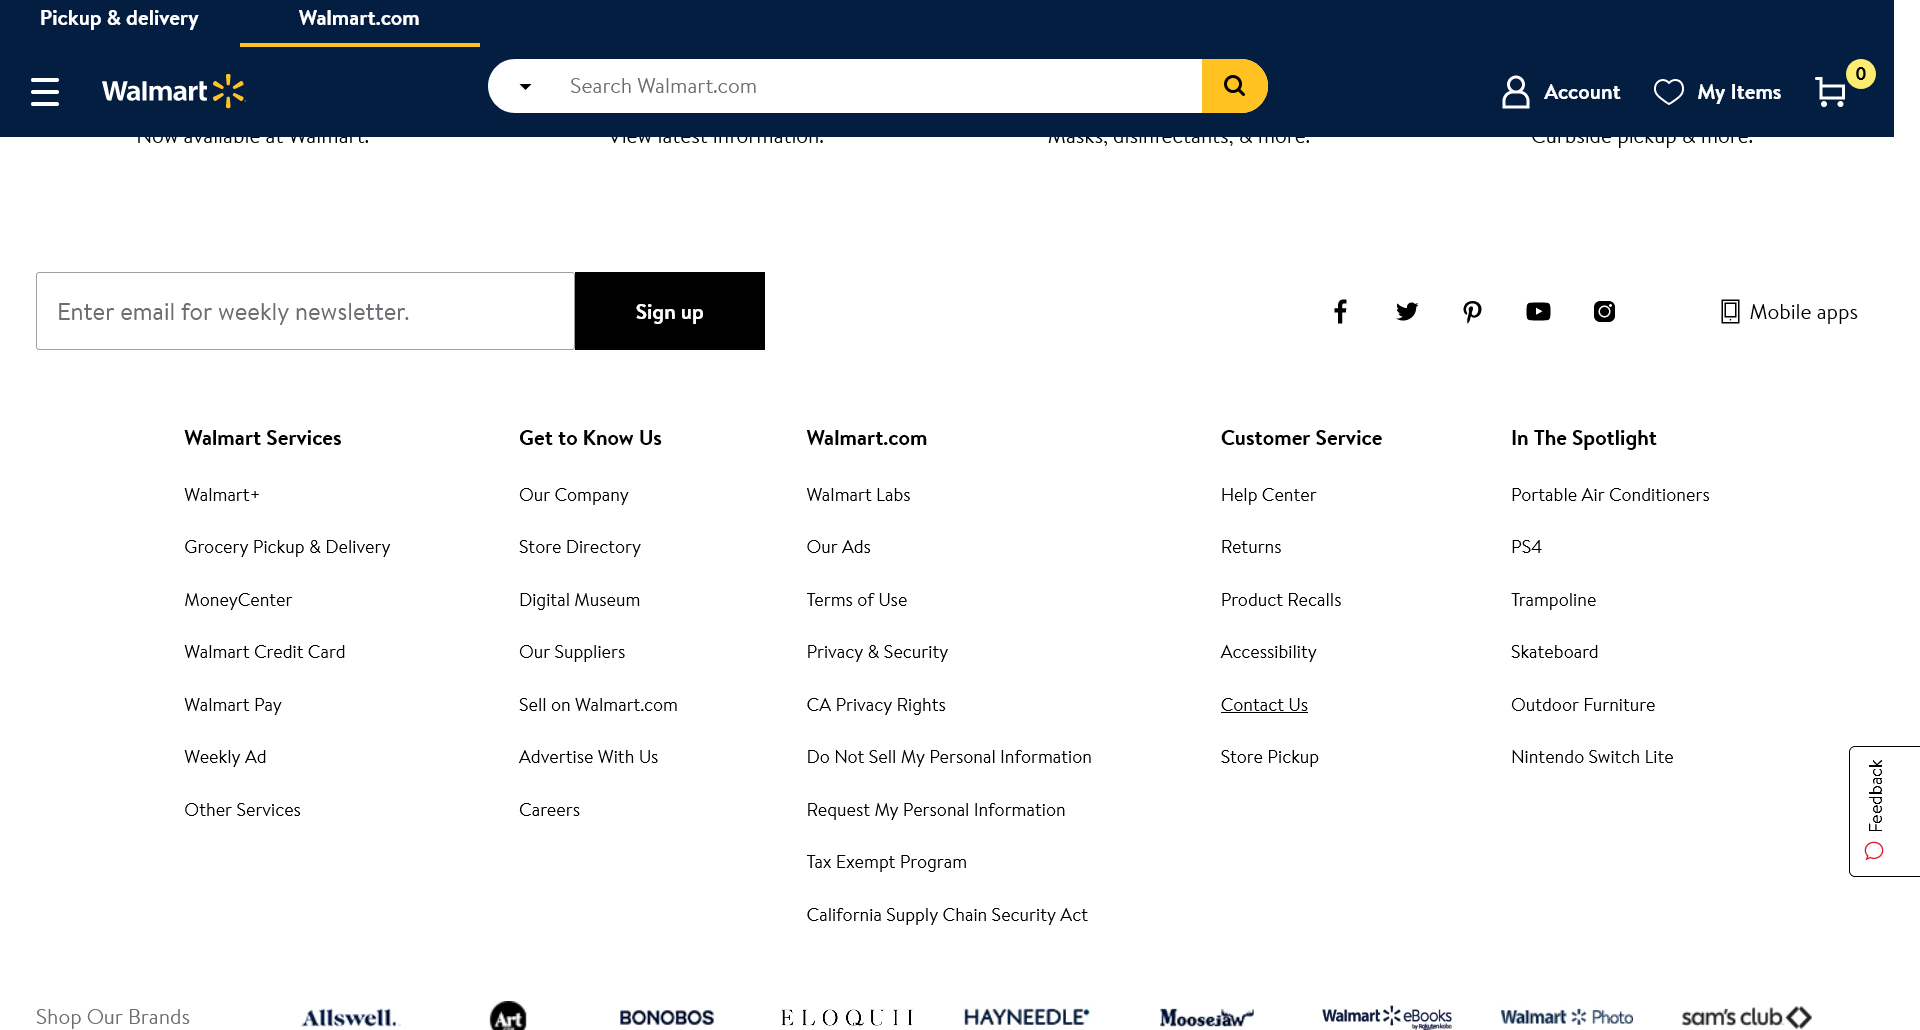 Pickup & delivery
Walmart.com
Walmart
Search Walmart.com
Account
My Items
0
Now available at Walmart.
View latest information.
Masks, disinfectants, & more.
Curbside pickup & more.
Enter email for weekly newsletter.
Sign up
Mobile apps
Walmart Services
Walmart+
Grocery Pickup & Delivery
MoneyCenter
Walmart Credit Card
Walmart Pay
Weekly Ad
Other Services
Get to Know Us
Our Company
Store Directory
Digital Museum
Our Suppliers
Sell on Walmart.com
Advertise With Us
Careers
Walmart.com
Walmart Labs
Our Ads
Terms of Use
Privacy & Security
CA Privacy Rights
Do Not Sell My Personal Information
Request My Personal Information
Tax Exempt Program
California Supply Chain Security Act
Customer Service
Help Center
Returns
Product Recalls
Accessibility
Contact Us
Store Pickup
In The Spotlight
Portable Air Conditioners
PS4
Trampoline
Skateboard
Outdoor Furniture
Nintendo Switch Lite
Feedback
Shop Our Brands
Allswell.
Art
BONOBOS
ELOQUII
HAYNEEDLE
Moosejaw
Walmart eBooks
by Rakuten kobo
Walmart Photo
sam's club